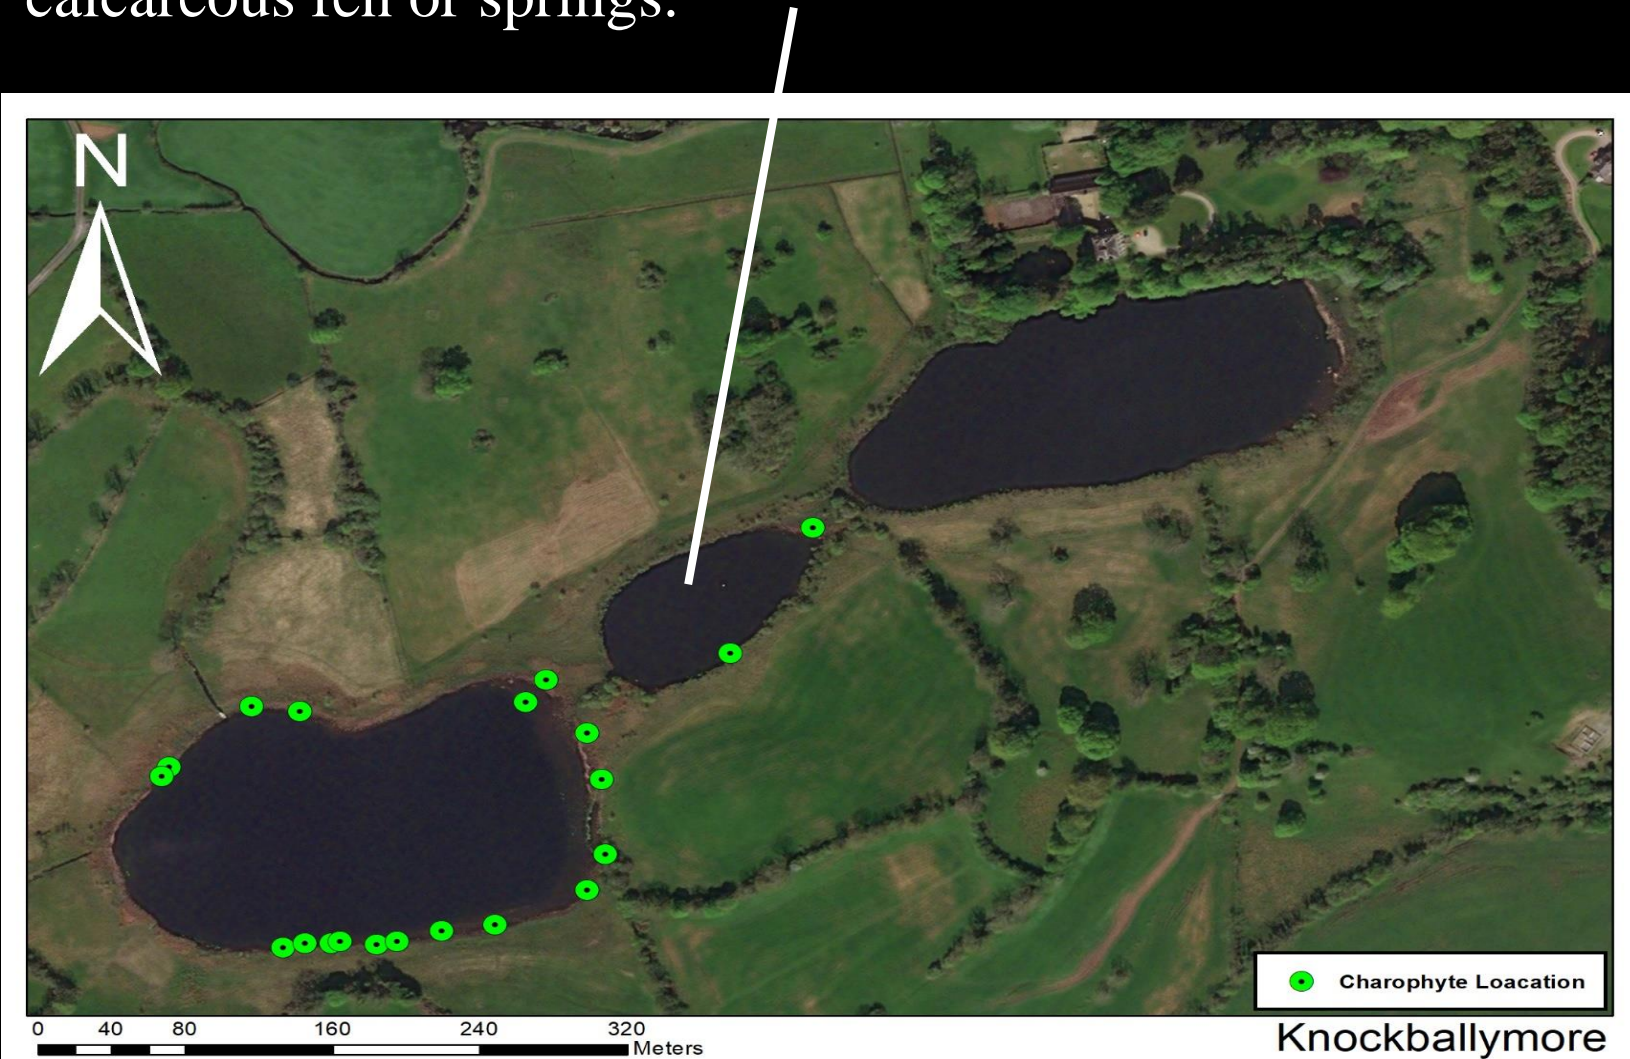 calcareous fen or springs.
N
Charophyte Loacation
0 40 80 160 240 320
Meters
Knockballymore